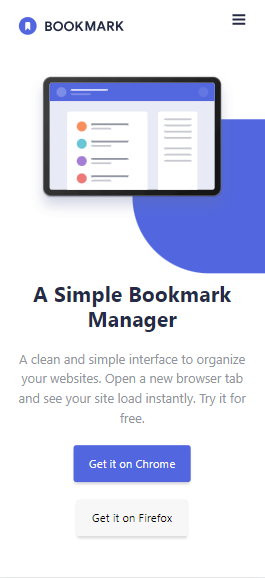 BOOKMARK
A Simple Bookmark
Manager
A clean and simple interface to organize
your websites. Open a new browser tab
and see your site load instantly. Try it for
free.
Get it on Chrome
Get it on Firefox